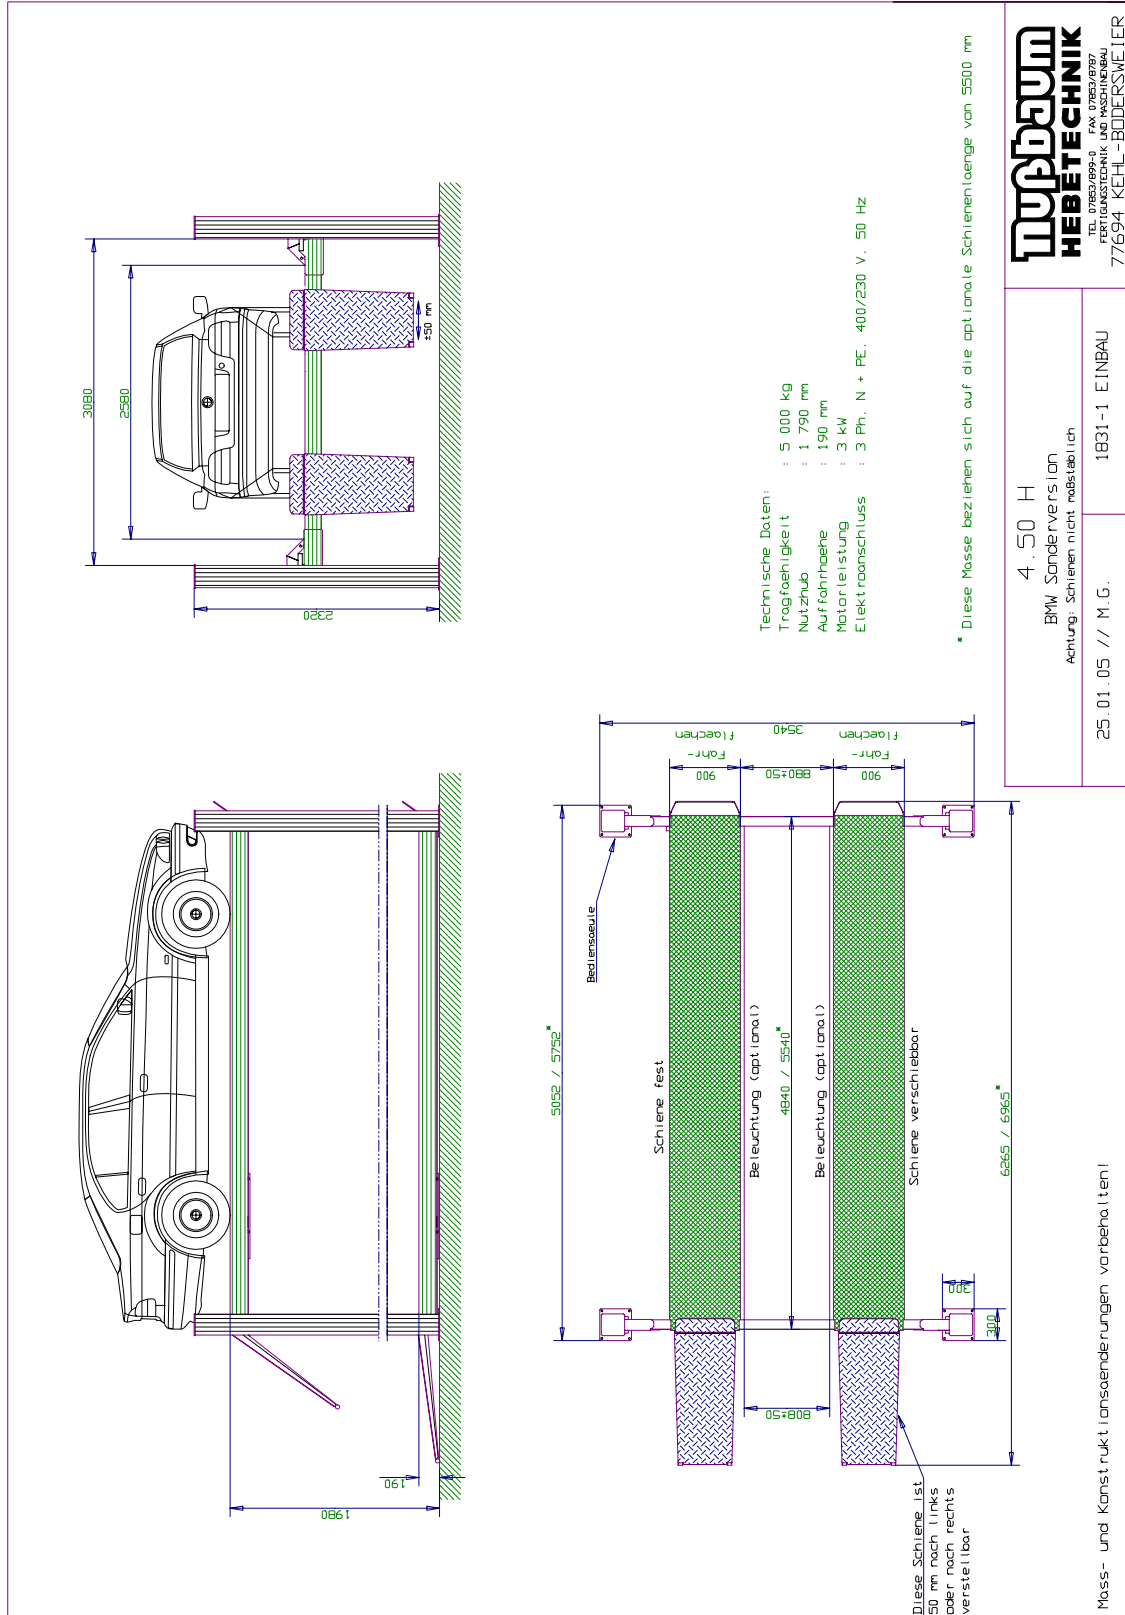 3080
2580
2320
±50 mm
1980
190
Technische Daten:
Tragfaehigkeit : 5 000 kg
Nutzhub : 1 790 mm
Auffahrhoehe : 190 mm
Motorleistung : 3 kW
Elektroanschluss : 3 Ph. N + PE. 400/230 V. 50 Hz
* Diese Masse beziehen sich auf die optionale Schienenlaenge von 5500 mm
5052 / 5752*
Bediensaeule
Schiene fest
Beleuchtung (optional)
4840 / 5540*
Beleuchtung (optional)
Schiene verschiebbar
6265 / 6965*
900
Fahr-
flaechen
880±50
3540
900
Fahr-
flaechen
808±50
300
300
Diese Schiene ist
50 mm nach links
oder nach rechts
verstellbar
Mass- und Konstruktionsaenderungen vorbehalten!
4.50 H
BMW Sonderversion
Achtung: Schienen nicht maßstäblich
25.01.05 // M.G.
1831-1 EINBAU
nußbaum
HEBETECHNIK
TEL 07853/899-0 FAX 07853/8787
FERTIGUNGSTECHNIK UND MASCHINENBAU
77694 KEHL-BODERSWEIER